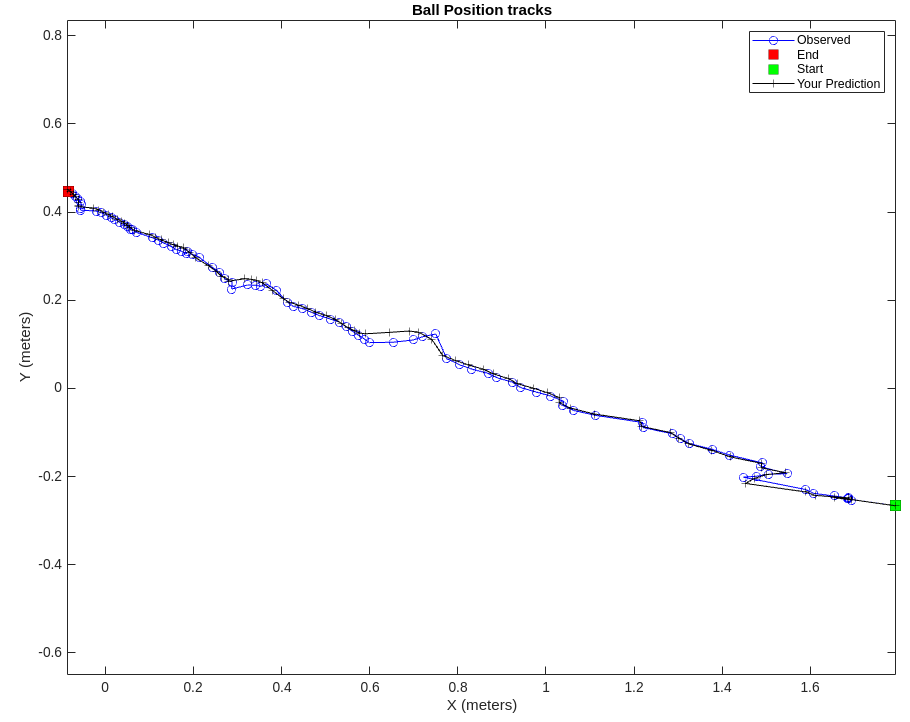 Ball Position tracks
Observed
End
Start
Your Prediction
0.8
0.6
0.4
0.2
0
-0.2
-0.4
-0.6
Y (meters)
0 0.2 0.4 0.6 0.8 1 1.2 1.4 1.6
X (meters)